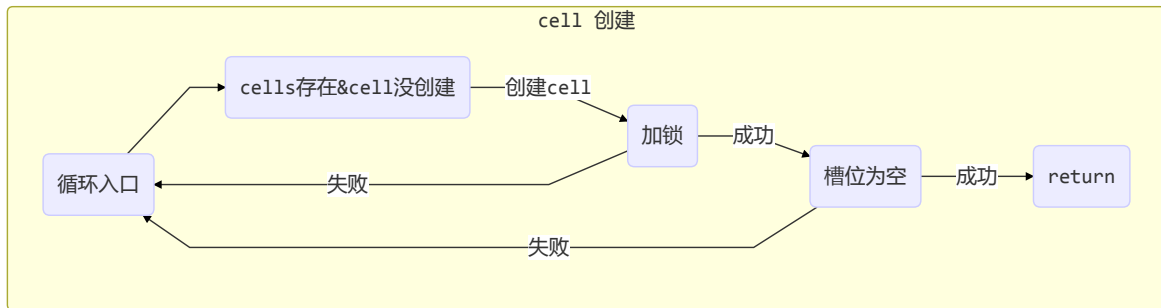 cell 创建
cells存在&cell没创建
创建cell
加锁
成功
循环入口
失败
槽位为空
成功
return
失败